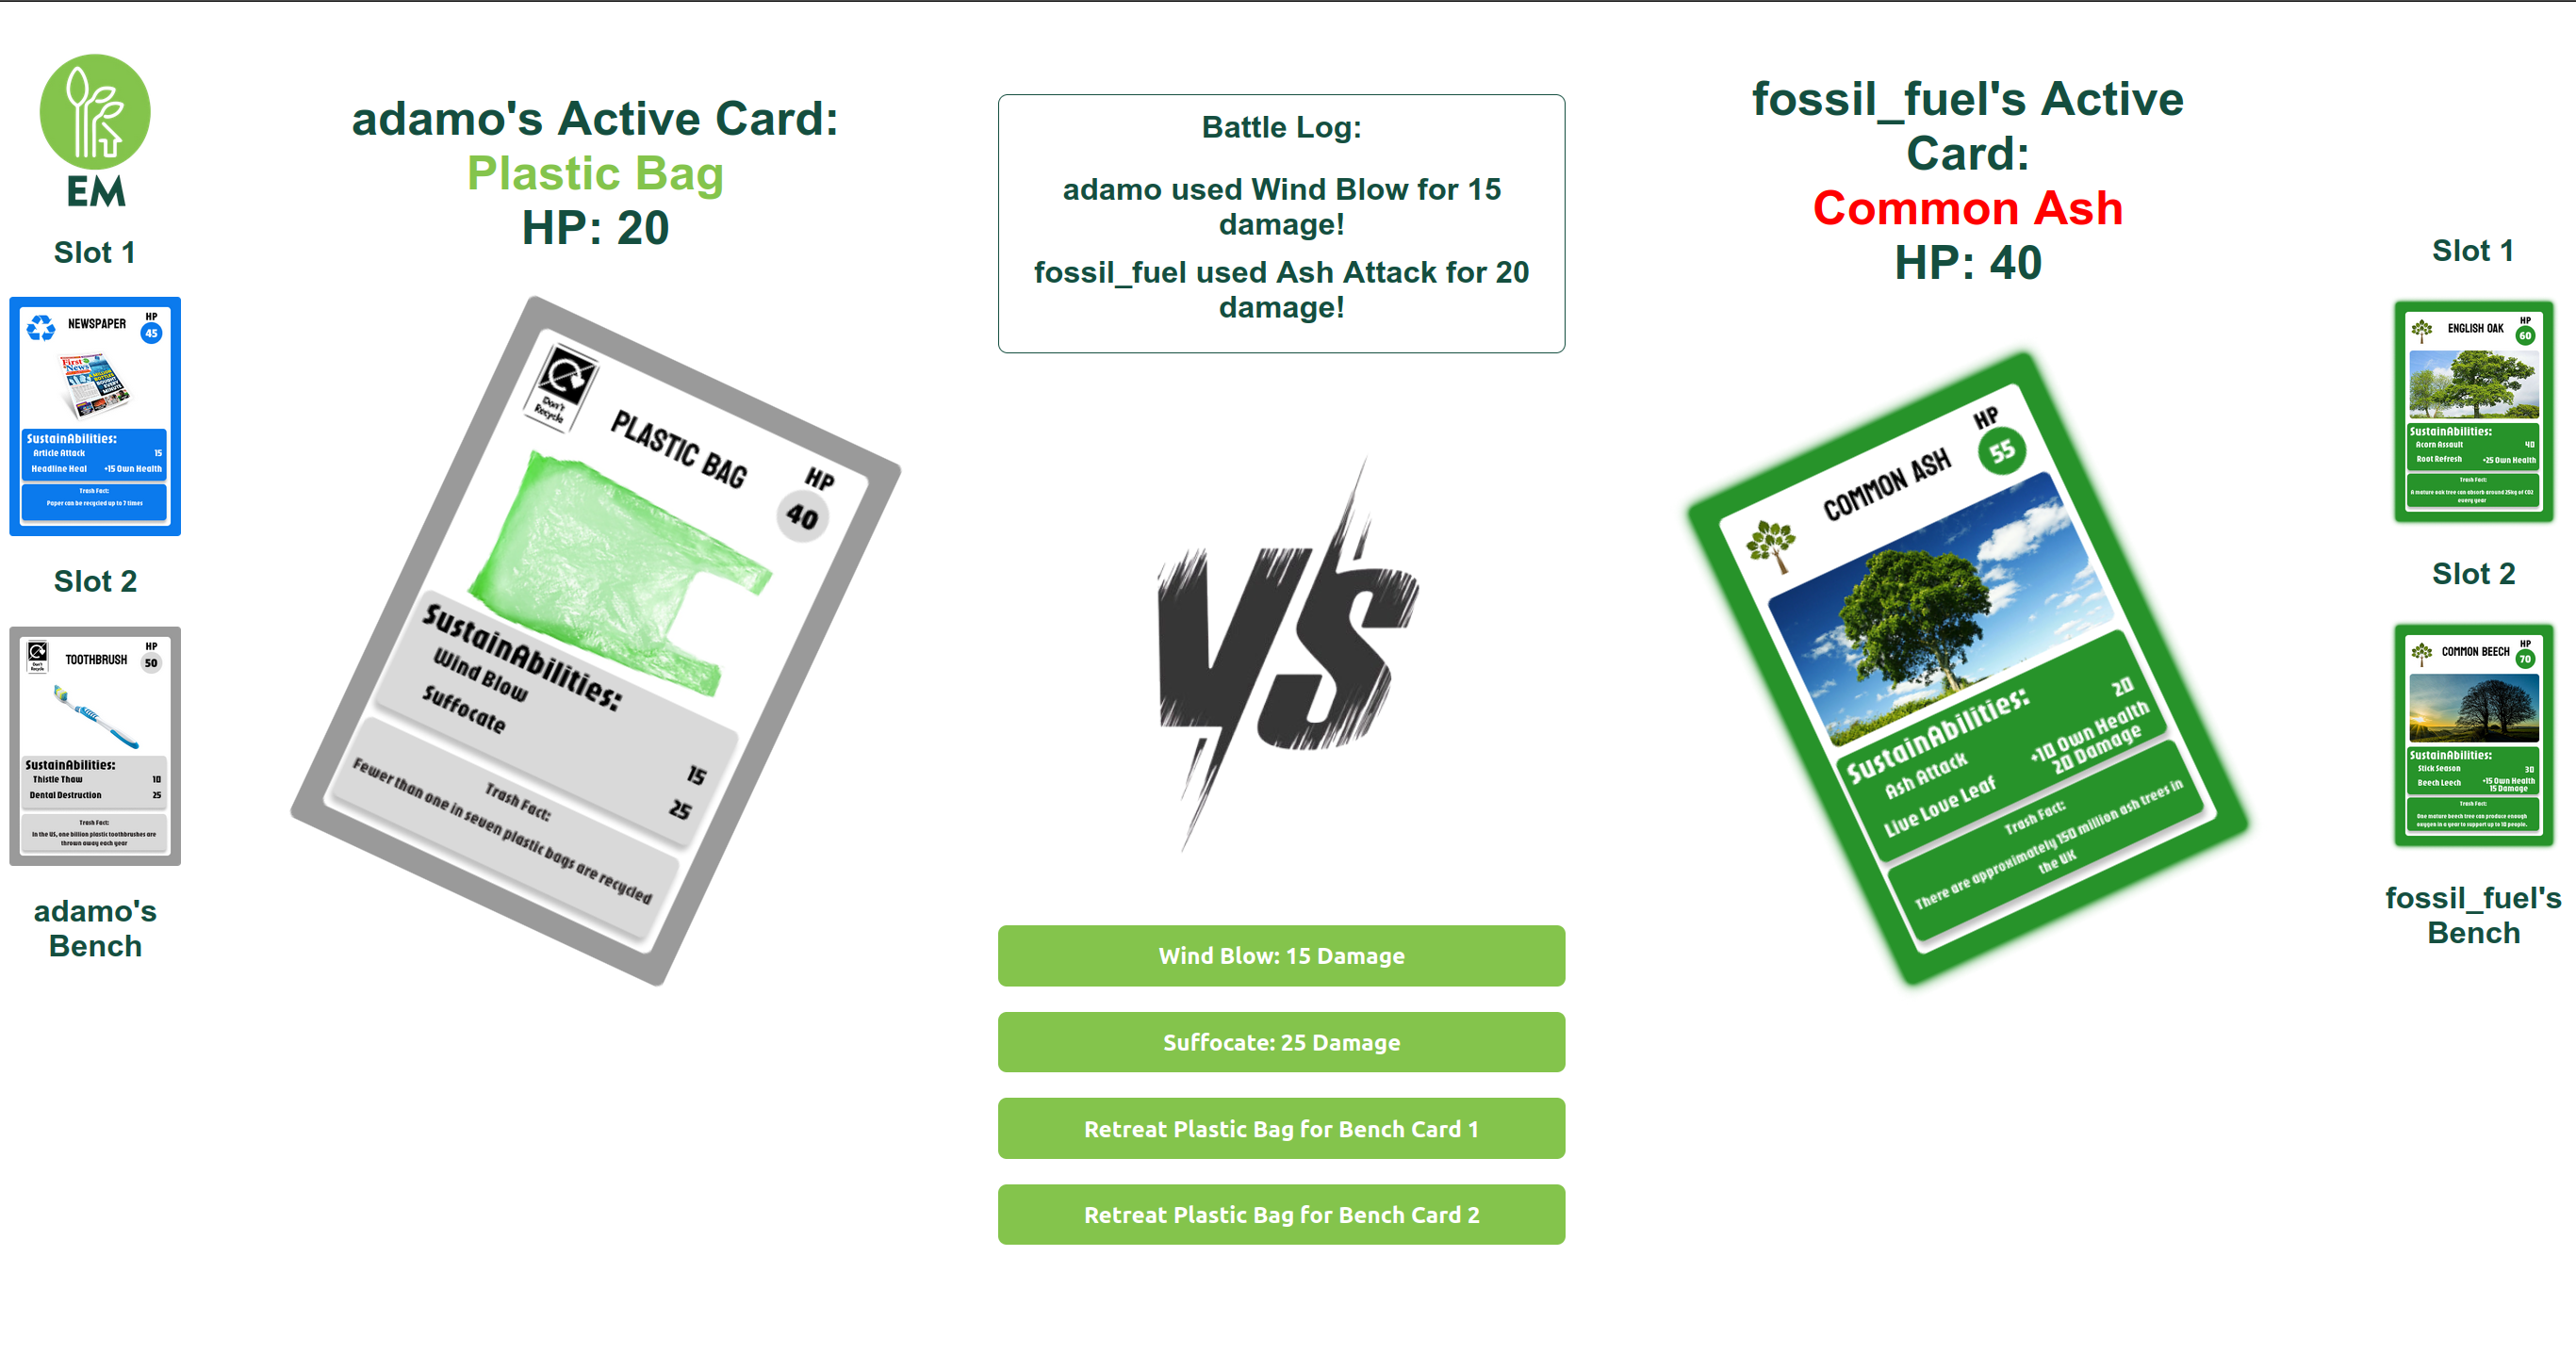 EM
Slot 1
NEWSPAPER
HP
45
First
News
SustainAbilities:
Article Attack 15
Headline Heal +15 Own Health
Trash Fact:
Paper can be recycled up to 7 times
Slot 2
Don't
Recycle
TOOTHBRUSH
HP
50
SustainAbilities:
Thistle Thaw 10
Dental Destruction 25
Trash Fact:
In the US, one billion plastic toothbrushes are
thrown away each year
adamo's
Bench
adamo's Active Card:
Plastic Bag
HP: 20
Don't
Recycle
PLASTIC BAG
HP
40
SustainAbilities:
Wind Blow 15
Suffocate 25
Trash Fact:
Fewer than one in seven plastic bags are recycled
Battle Log:
adamo used Wind Blow for 15
damage!
fossil_fuel used Ash Attack for 20
damage!
VS
Wind Blow: 15 Damage
Suffocate: 25 Damage
Retreat Plastic Bag for Bench Card 1
Retreat Plastic Bag for Bench Card 2
fossil_fuel's Active
Card:
Common Ash
HP: 40
COMMON ASH
HP
55
SustainAbilities:
Ash Attack 20
Live Love Leaf +10 Own Health
20 Damage
Trash Fact:
There are approximately 150 million ash trees in
the UK
Slot 1
ENGLISH OAK
HP
60
SustainAbilities:
Acorn Assault 40
Root Refresh +25 Own Health
Trash Fact:
A mature oak tree can absorb around 25kg of CO2
every year
Slot 2
COMMON BEECH
HP
70
SustainAbilities:
Stick Season 30
Beech Leech +15 Own Health
15 Damage
Trash Fact:
One mature beech tree can produce enough
oxygen in a year to support up to 10 people.
fossil_fuel's
Bench